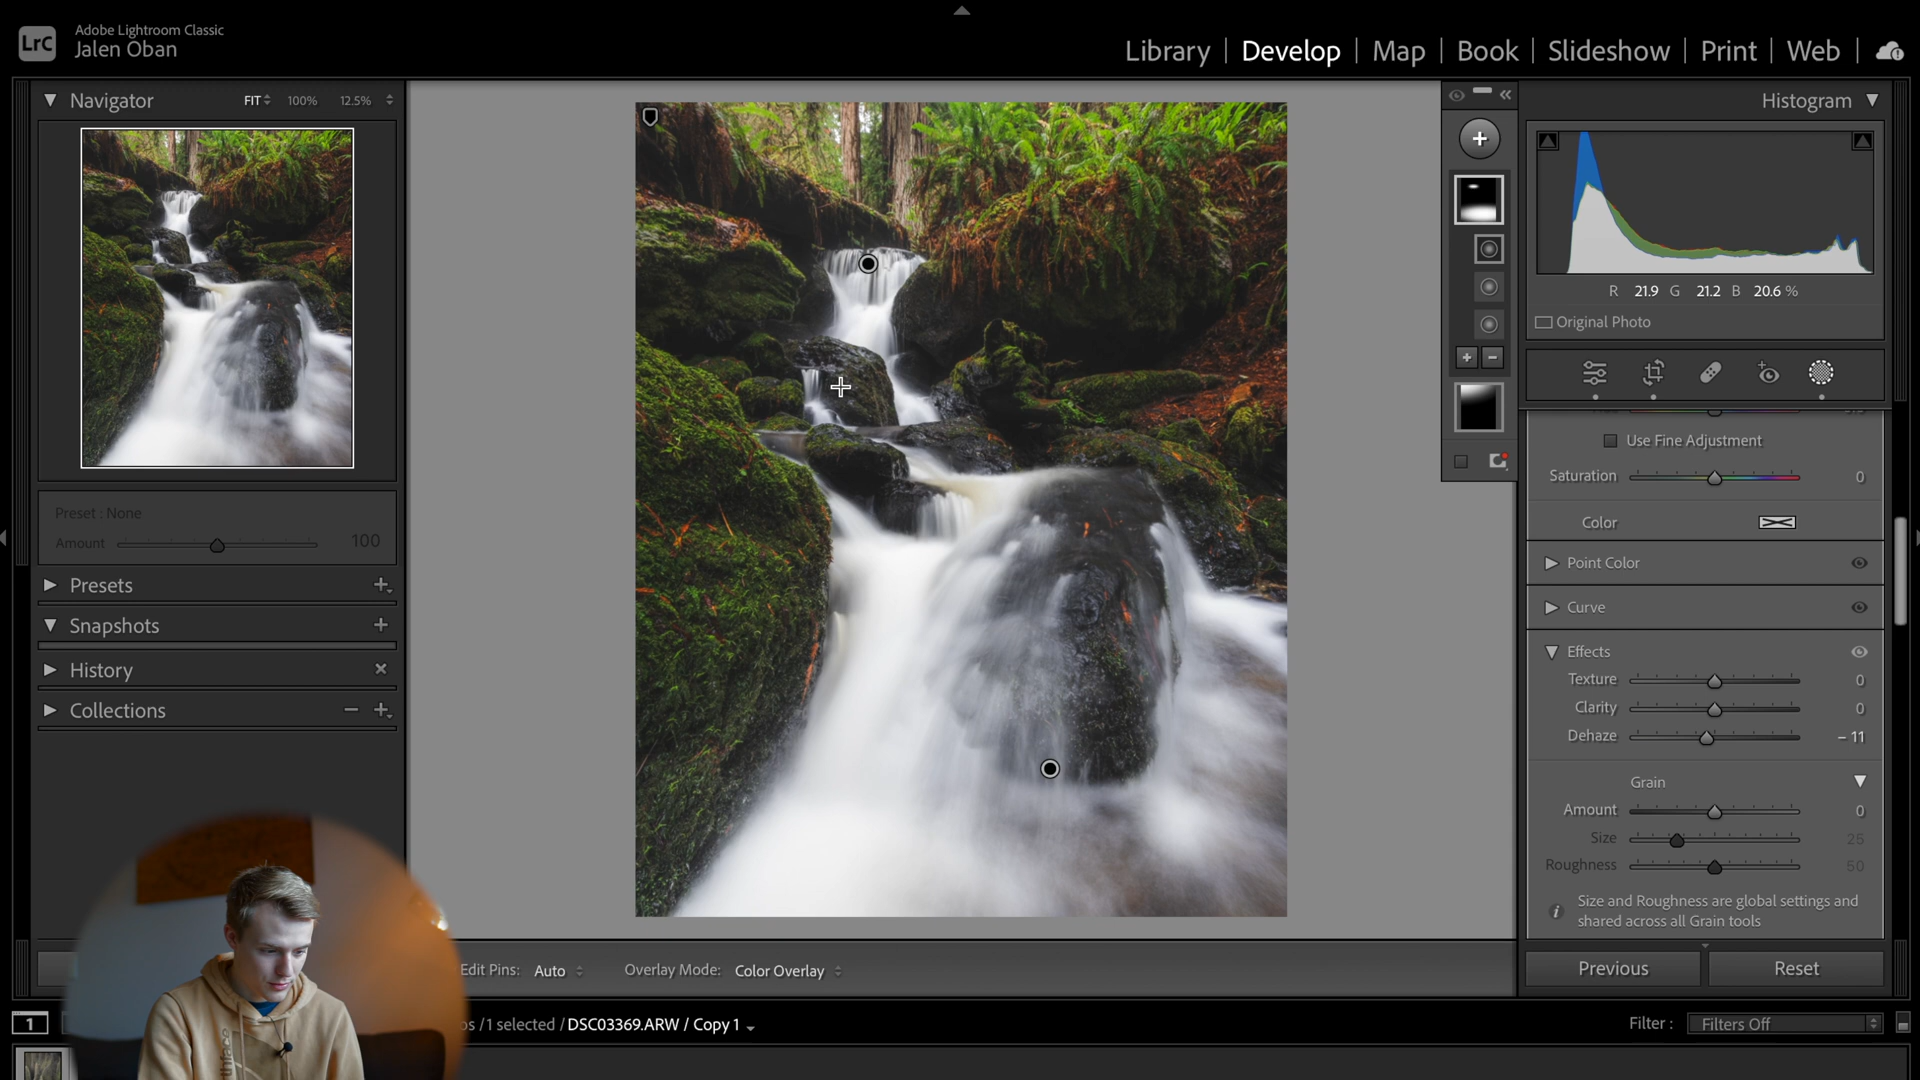 LrC
Adobe Lightroom Classic
Jalen Oban
Library
Develop
Map
Book
Slideshow
Print
Web
Navigator
FIT
100%
12.5%
Histogram
R 21.9 G 21.2 B 20.6 %
Original Photo
Use Fine Adjustment
Saturation 0
Color
Point Color
Curve
Effects
Texture 0
Clarity 0
Dehaze – 11
Grain
Amount 0
Size 25
Roughness 50
Size and Roughness are global settings and
shared across all Grain tools
Previous
Reset
Preset : None
Amount 100
Presets
Snapshots
History
Collections
Edit Pins: Auto
Overlay Mode: Color Overlay
1
/1 selected / DSC03369.ARW / Copy 1
Filter : Filters Off